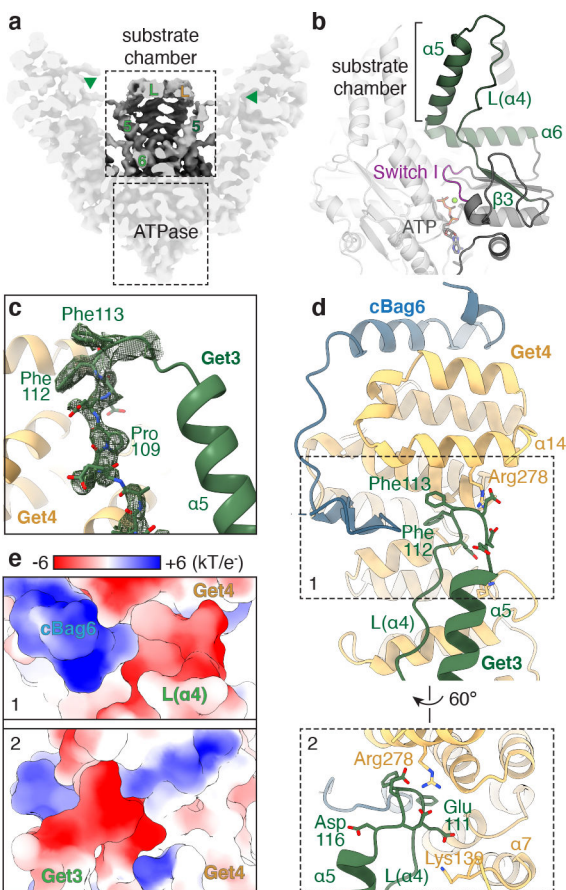 a
substrate
chamber
L
L
5
5
6
ATPase
b
α5
substrate
chamber
L(α4)
α6
Switch I
β3
ATP
c
Phe113
Get3
Phe
112
Pro
109
α5
Get4
d
cBag6
Get4
α14
Phe113
Arg278
Phe
112
1
α5
L(α4)
Get3
60º
e
-6
+6 (kT/e⁻)
Get4
cBag6
L(α4)
1
2
Get3
Get4
2
Arg278
Glu
111
Asp
116
α7
Lys139
α5
L(α4)